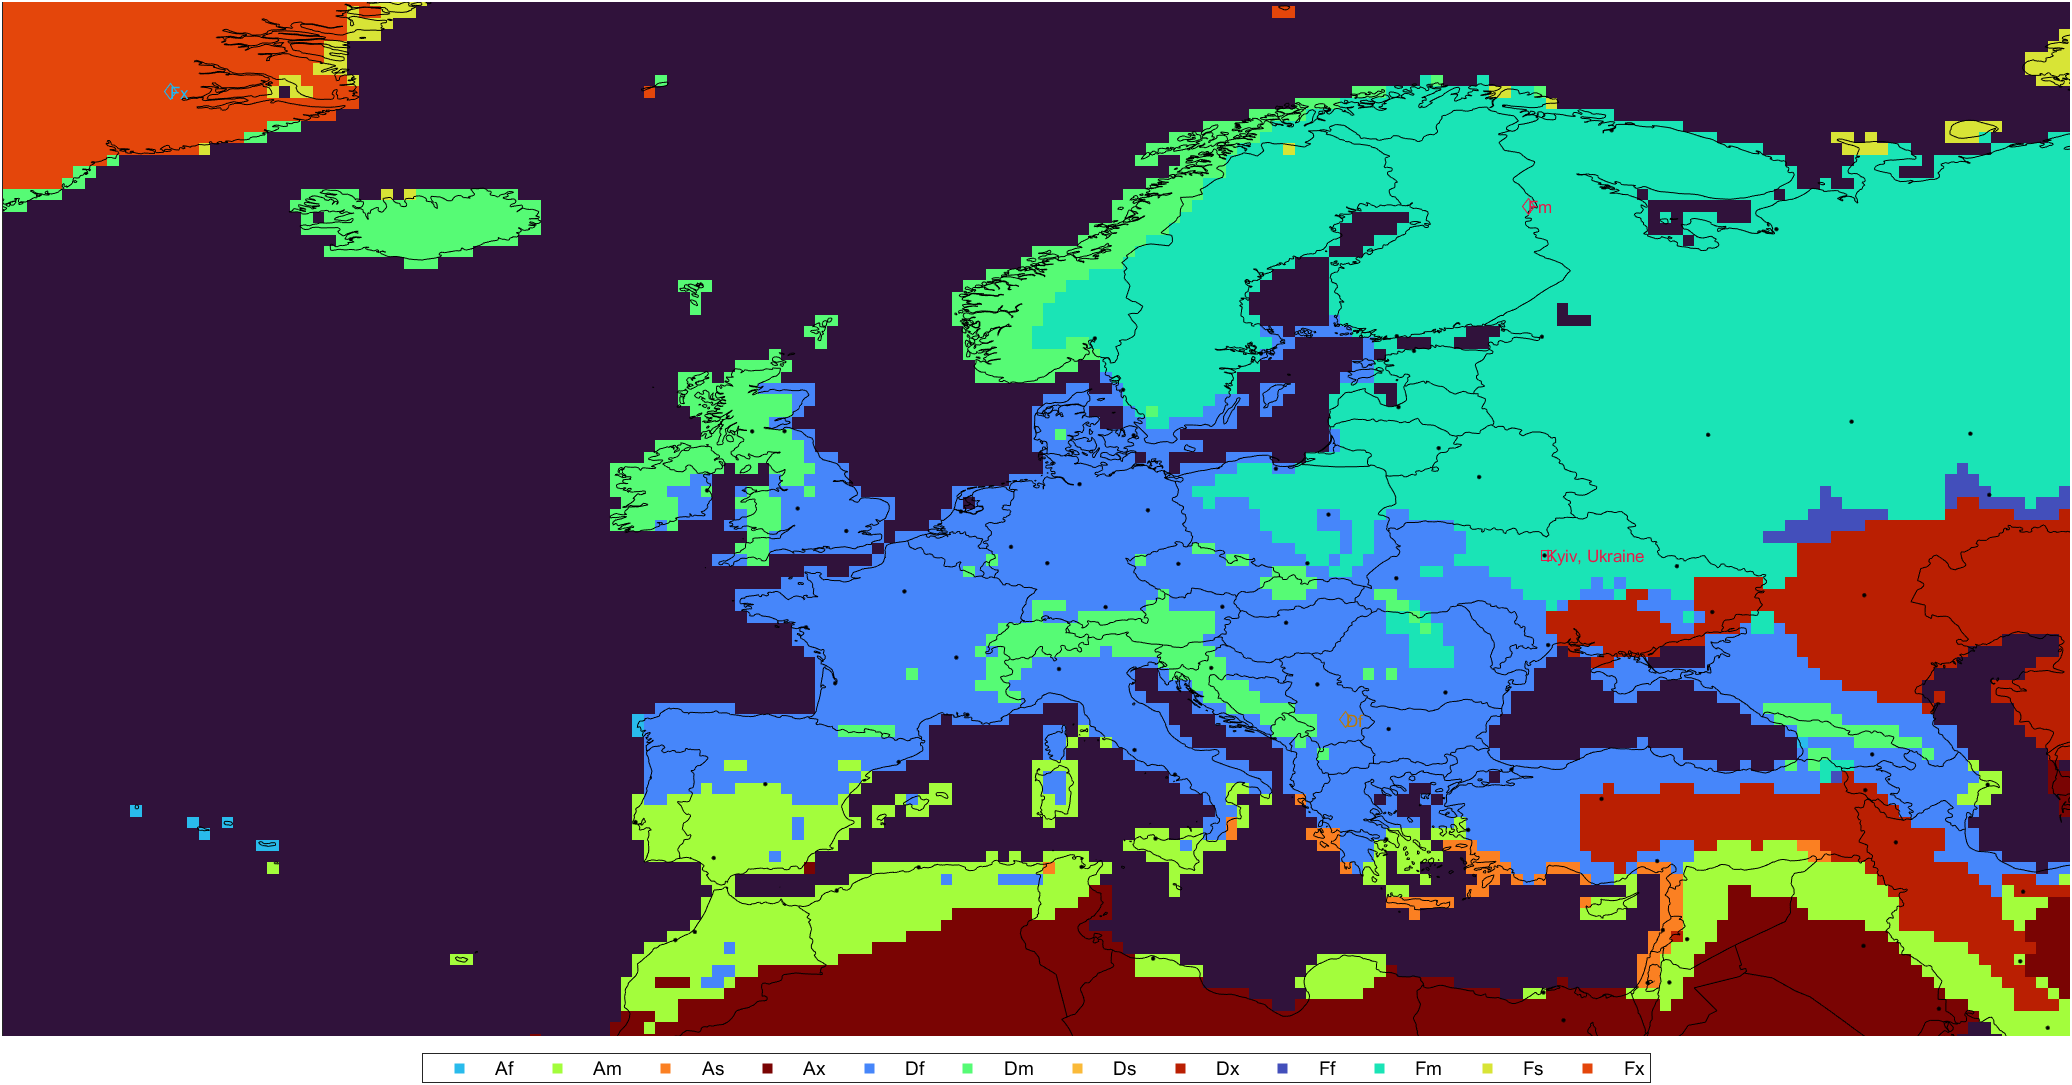 Fx
Fm
Kyiv, Ukraine
Df
Af Am As Ax Df Dm Ds Dx Ff Fm Fs Fx